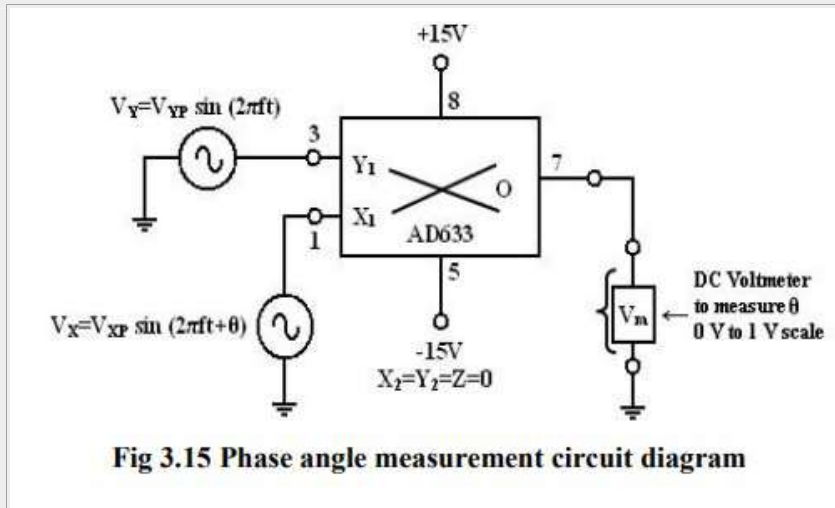 +15V
V_Y=V_YP sin (2πft)
8
3
Y₁
7
O
X₁
1
AD633
5
V_X=V_XP sin (2πft+θ)
-15V
X₂=Y₂=Z=0
V_m
DC Voltmeter
to measure θ
0 V to 1 V scale
Fig 3.15 Phase angle measurement circuit diagram